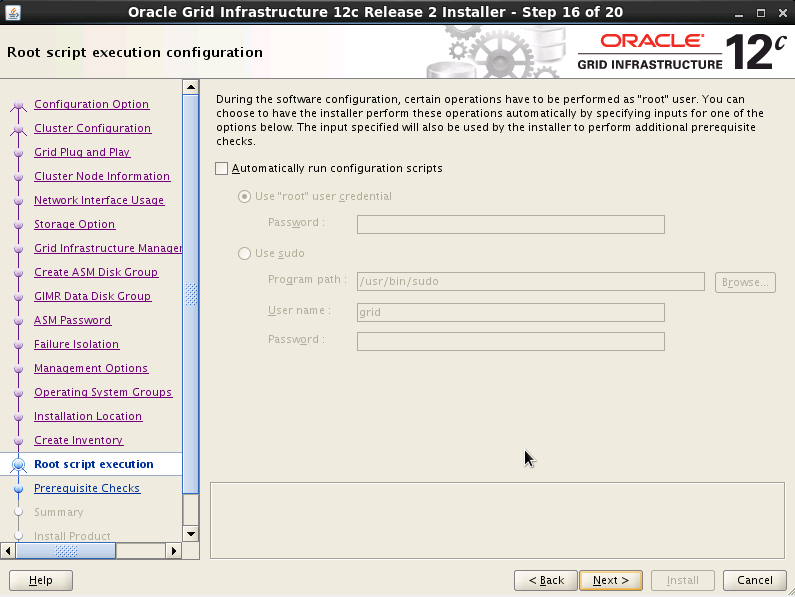 Oracle Grid Infrastructure 12c Release 2 Installer - Step 16 of 20
Root script execution configuration
ORACLE
GRID INFRASTRUCTURE
12c
Configuration Option
Cluster Configuration
Grid Plug and Play
Cluster Node Information
Network Interface Usage
Storage Option
Grid Infrastructure Manager
Create ASM Disk Group
GIMR Data Disk Group
ASM Password
Failure Isolation
Management Options
Operating System Groups
Installation Location
Create Inventory
Root script execution
Prerequisite Checks
Summary
Install Product
During the software configuration, certain operations have to be performed as "root" user. You can
choose to have the installer perform these operations automatically by specifying inputs for one of the
options below. The input specified will also be used by the installer to perform additional prerequisite
checks.
Automatically run configuration scripts
Use "root" user credential
Password :
Use sudo
Program path : /usr/bin/sudo Browse...
User name : grid
Password :
Help
< Back Next > Install Cancel